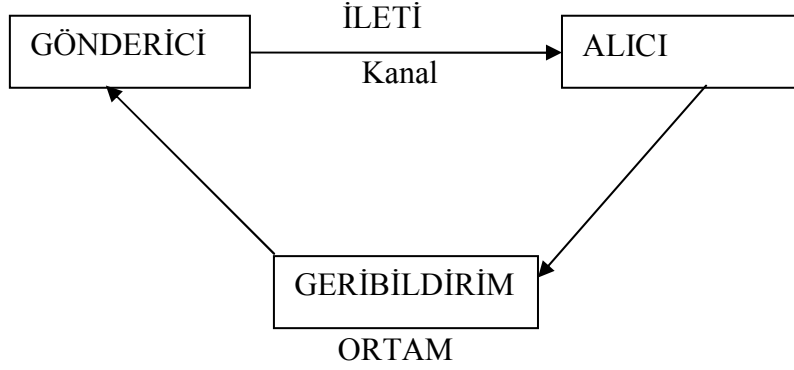 İLETİ
GÖNDERİCİ
ALICI
Kanal
GERİBİLDİRİM
ORTAM